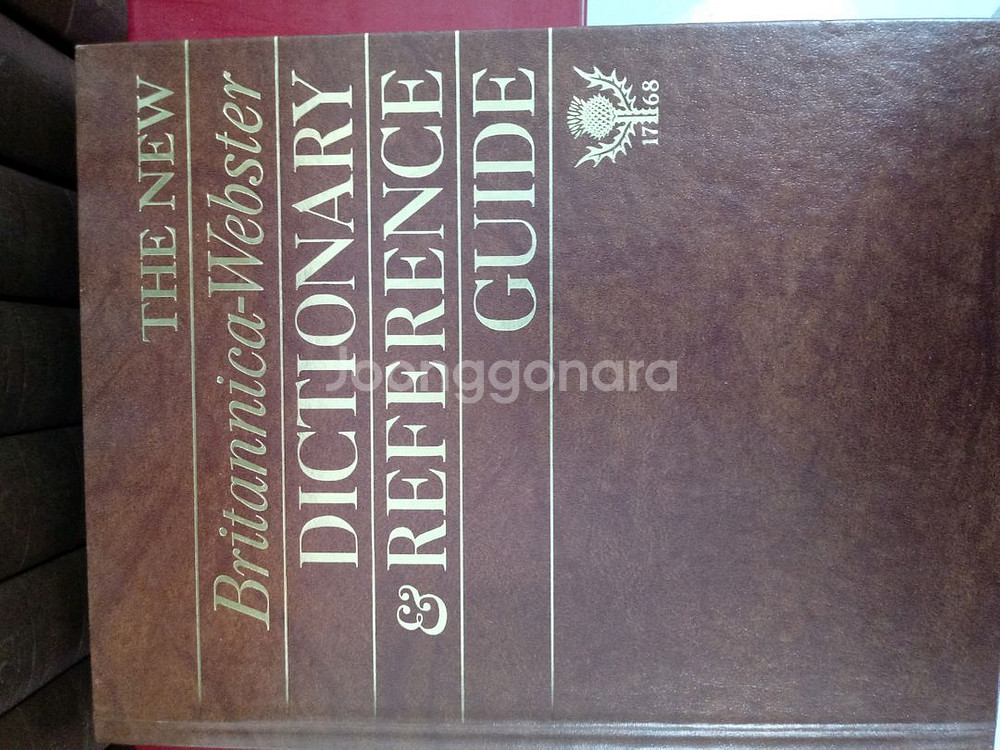 THE NEW
Britannica-Webster
DICTIONARY
& REFERENCE
GUIDE
1768
Joonggonara